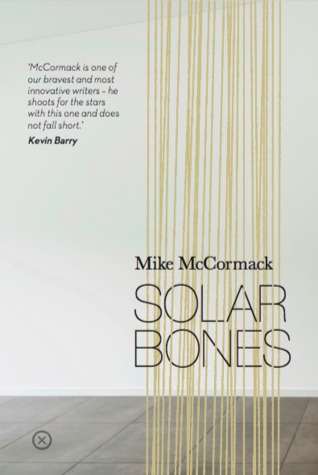 'McCormack is one of
our bravest and most
innovative writers – he
shoots for the stars
with this one and does
not fall short.'
Kevin Barry
Mike McCormack
SOLAR
BONES